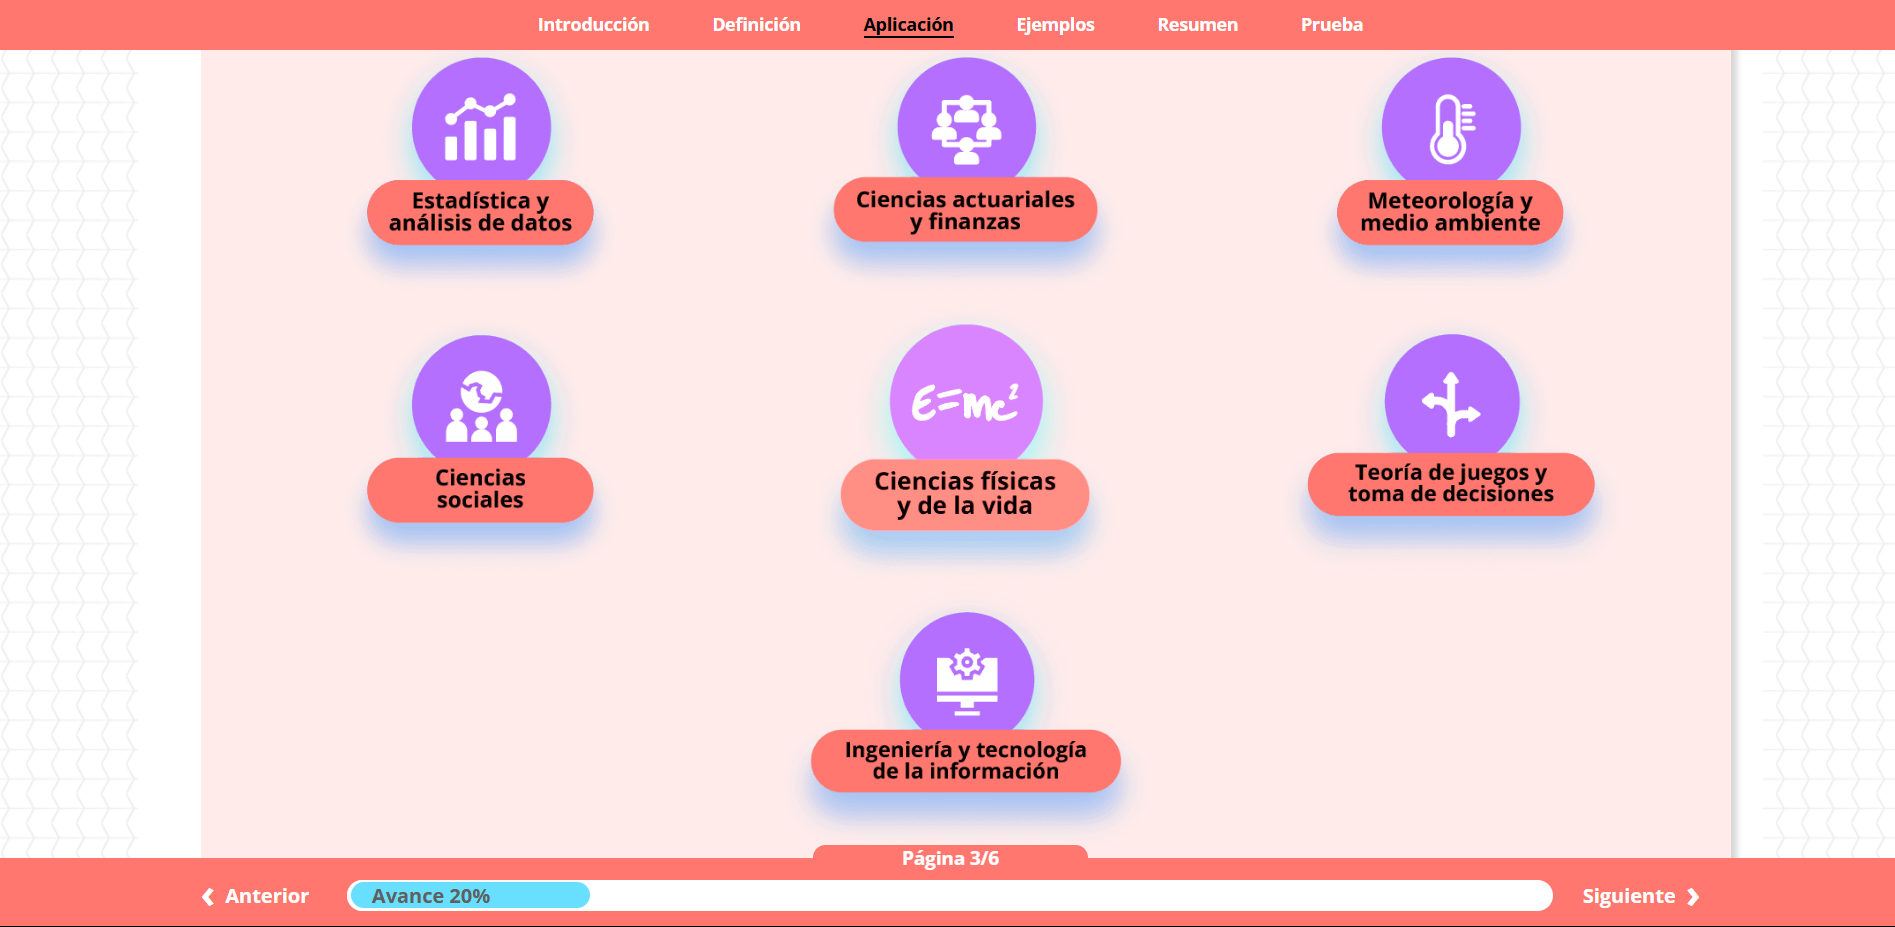 Introducción
Definición
Aplicación
Ejemplos
Resumen
Prueba
Estadística y
análisis de datos
Ciencias actuariales
y finanzas
Meteorología y
medio ambiente
Ciencias
sociales
E=mc²
Ciencias físicas
y de la vida
Teoría de juegos y
toma de decisiones
Ingeniería y tecnología
de la información
Página 3/6
Anterior
Avance 20%
Siguiente